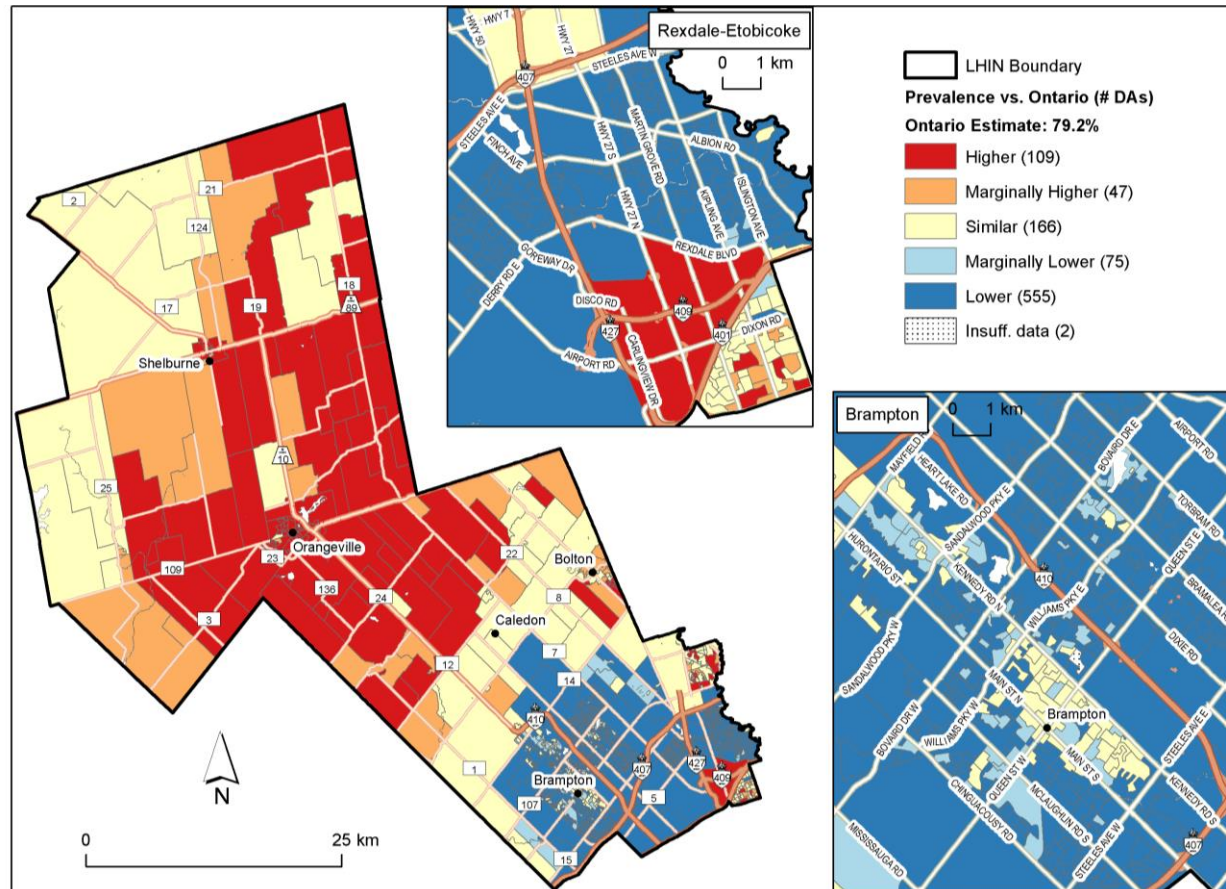 Rexdale-Etobicoke
HWY 7
HWY 50
HWY 27
STEELES AVE W
0 1 km
407
STEELES AVE E
FINCH AVE
HWY 27 S
MARTIN GROVE RD
ALBION RD
KIPLING AVE
ISLINGTON AVE
HWY 27 N
REXDALE BLVD
GOREWAY DR
DERRY RD E
DISCO RD
409
427
401
DIXON RD
AIRPORT RD
CARLINGVIEW DR
LHIN Boundary
Prevalence vs. Ontario (# DAs)
Ontario Estimate: 79.2%
Higher (109)
Marginally Higher (47)
Similar (166)
Marginally Lower (75)
Lower (555)
Insuff. data (2)
2
21
124
17
19
18
89
Shelburne
10
25
Orangeville
109
23
3
136
24
22
Bolton
8
Caledon
7
12
14
410
1
407
427
409
Brampton
107
5
15
N
0 25 km
Brampton
0 1 km
MAYFIELD R
HEART LAKE RD
SANDALWOOD PKY E
BOVAIRD DR E
AIRPORT RD
TORBRAM RD
HURONTARIO ST
KENNEDY RD N
410
QUEEN ST E
BRAMALEA R
WILLIAMS PKY E
DIXIE RD
SANDALWOOD PKY W
MAIN ST N
BOVAIRD DR W
WILLIAMS PKY W
Brampton
STEELES AVE E
QUEEN ST W
MAIN ST S
CHINGUACOUSY RD
MCLAUGHLIN RD S
KENNEDY RD S
STEELES AVE W
MISSISSAUGA RD
407